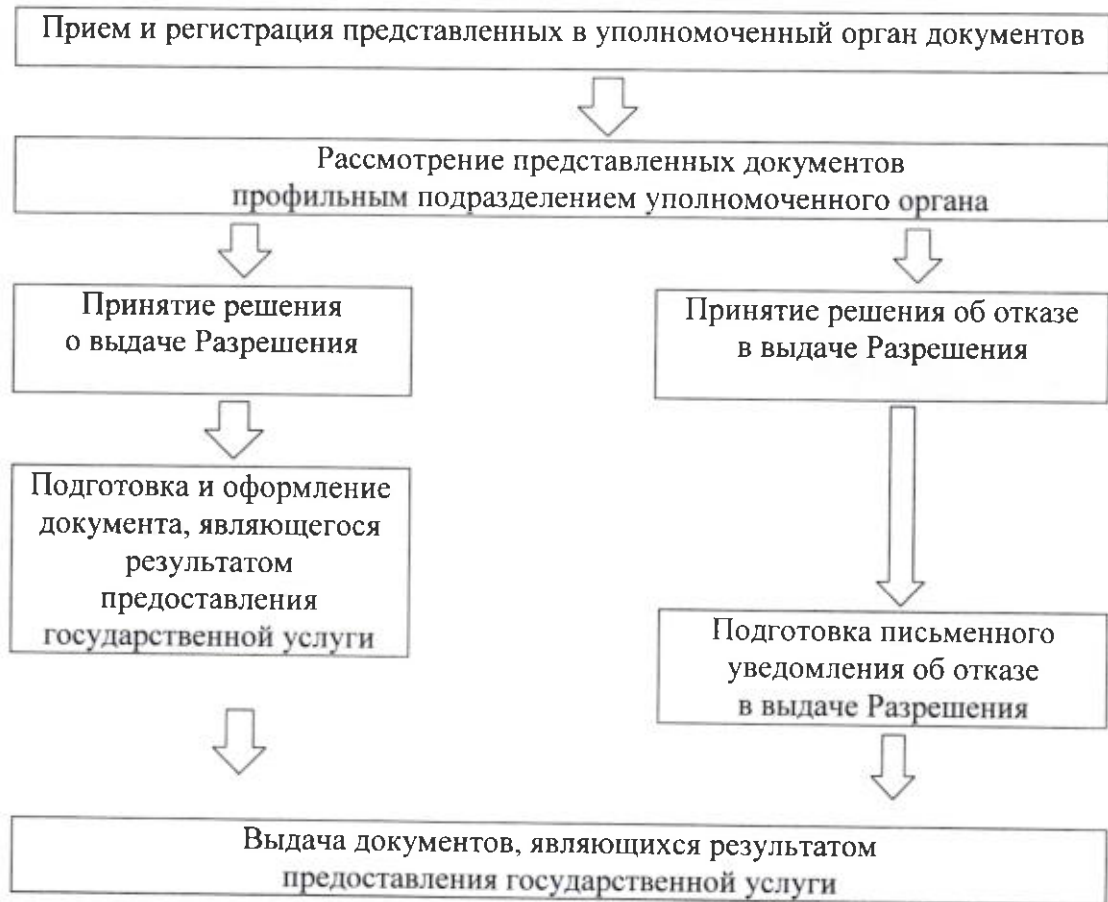 Прием и регистрация представленных в уполномоченный орган документов
Рассмотрение представленных документов
профильным подразделением уполномоченного органа
Принятие решения
о выдаче Разрешения
Принятие решения об отказе
в выдаче Разрешения
Подготовка и оформление
документа, являющегося
результатом
предоставления
государственной услуги
Подготовка письменного
уведомления об отказе
в выдаче Разрешения
Выдача документов, являющихся результатом
предоставления государственной услуги